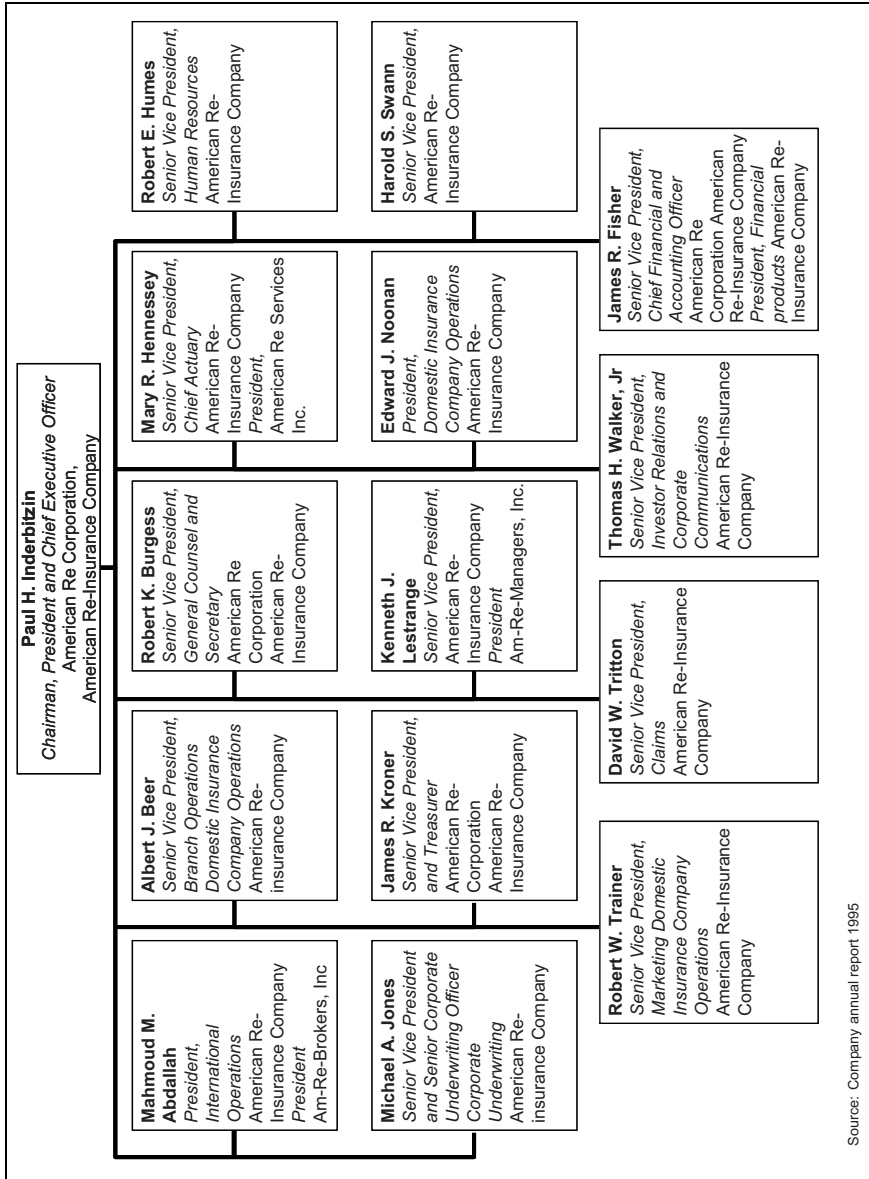 Paul H. Inderbitzin
Chairman, President and Chief Executive Officer
American Re Corporation,
American Re-Insurance Company
Mahmoud M.
Abdallah
President,
International
Operations
American Re-
Insurance Company
President
Am-Re-Brokers, Inc
Albert J. Beer
Senior Vice President,
Branch Operations
Domestic Insurance
Company Operations
American Re-
insurance Company
Robert K. Burgess
Senior Vice President,
General Counsel and
Secretary
American Re
Corporation
American Re-
Insurance Company
Mary R. Hennessey
Senior Vice President,
Chief Actuary
American Re-
Insurance Company
President,
American Re Services
Inc.
Robert E. Humes
Senior Vice President,
Human Resources
American Re-
Insurance Company
Michael A. Jones
Senior Vice President
and Senior Corporate
Underwriting Officer
Corporate
Underwriting
American Re-
insurance Company
James R. Kroner
Senior Vice President,
and Treasurer
American Re-
Corporation
American Re-
Insurance Company
Kenneth J.
Lestrange
Senior Vice President,
American Re-
Insurance Company
President
Am-Re-Managers, Inc.
Edward J. Noonan
President,
Domestic Insurance
Company Operations
American Re-
Insurance Company
Harold S. Swann
Senior Vice President,
American Re-
Insurance Company
Robert W. Trainer
Senior Vice President,
Marketing Domestic
Insurance Company
Operations
American Re-Insurance
Company
David W. Tritton
Senior Vice President,
Claims
American Re-Insurance
Company
Thomas H. Walker, Jr
Senior Vice President,
Investor Relations and
Corporate
Communications
American Re-Insurance
Company
James R. Fisher
Senior Vice President,
Chief Financial and
Accounting Officer
American Re
Corporation American
Re-Insurance Company
President, Financial
products American Re-
Insurance Company
Source: Company annual report 1995